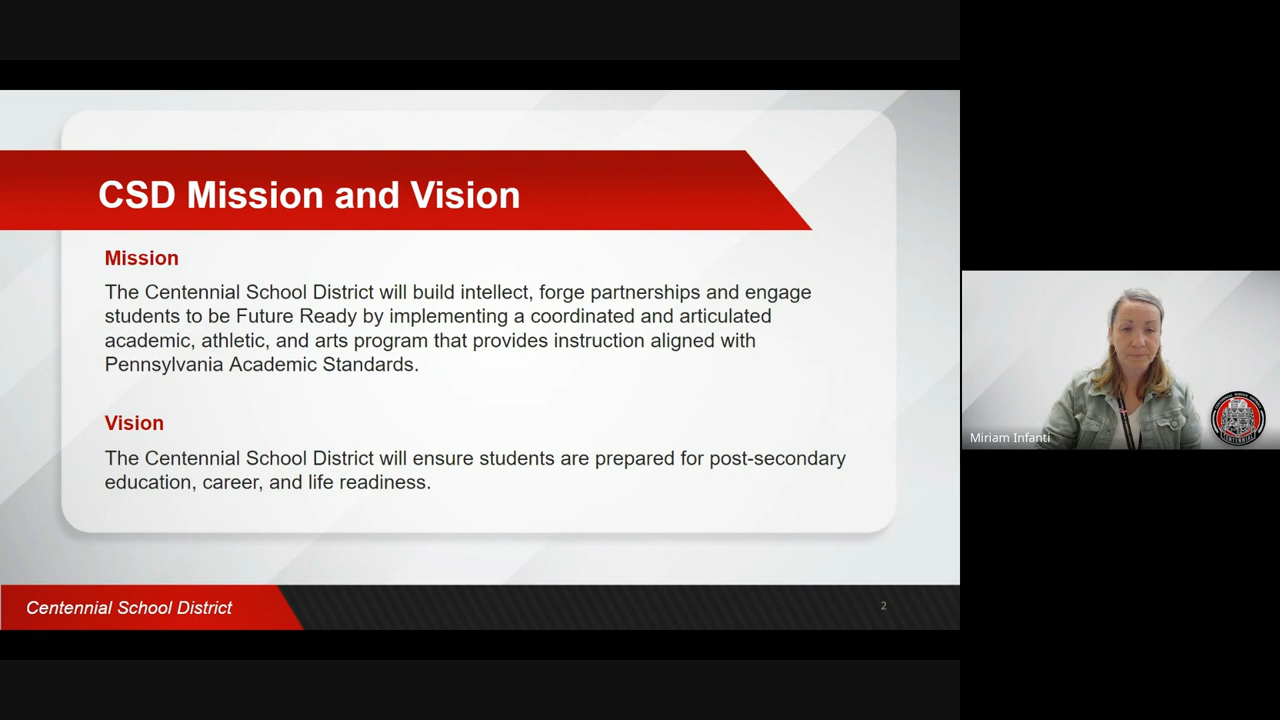 CSD Mission and Vision
Mission
The Centennial School District will build intellect, forge partnerships and engage
students to be Future Ready by implementing a coordinated and articulated
academic, athletic, and arts program that provides instruction aligned with
Pennsylvania Academic Standards.
Vision
The Centennial School District will ensure students are prepared for post-secondary
education, career, and life readiness.
Centennial School District
2
Miriam Infanti
CENTENNIAL